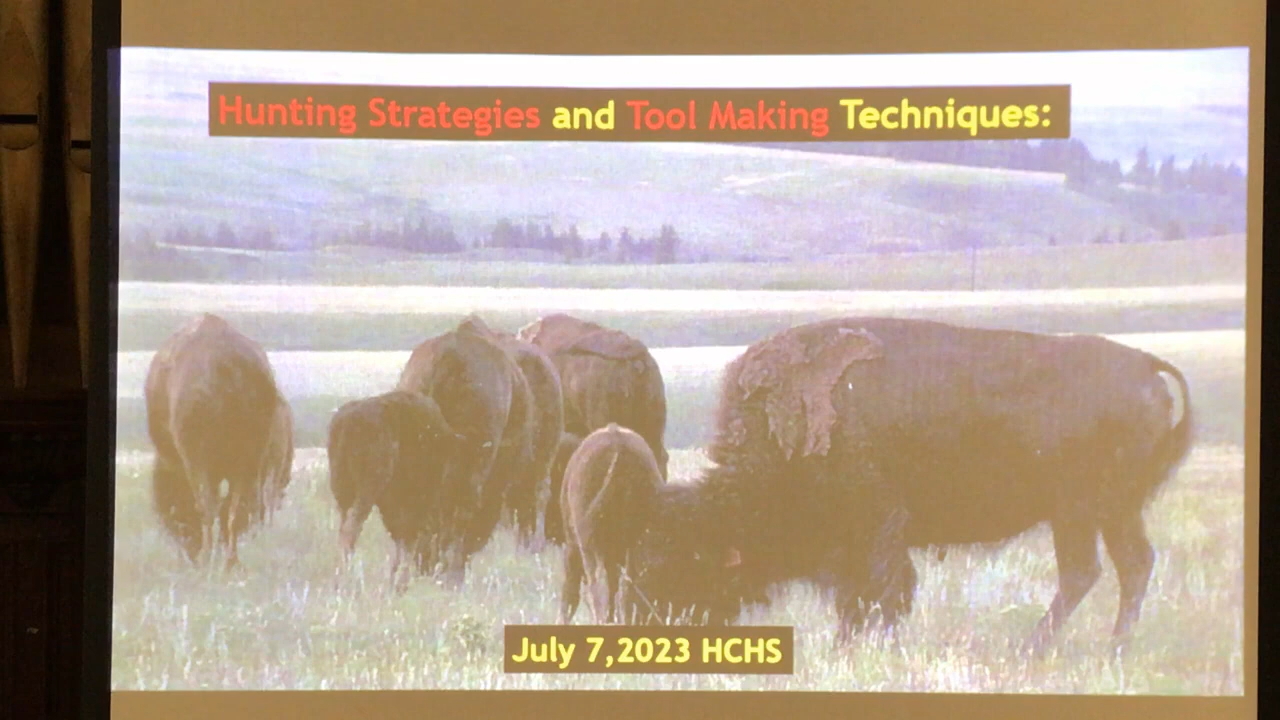 Hunting Strategies and Tool Making Techniques:
July 7,2023 HCHS